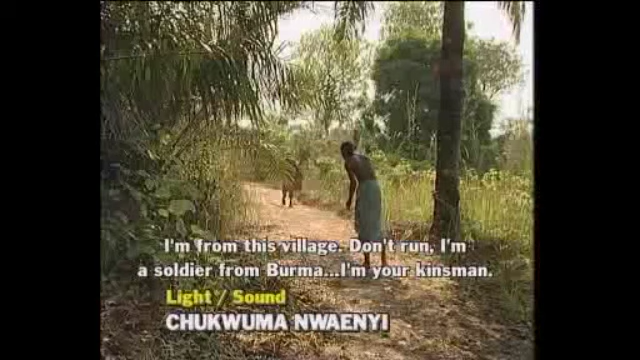 I'm from this village. Don't run, I'm
a soldier from Burma...I'm your kinsman.
Light / Sound
CHUKWUMA NWAENYI